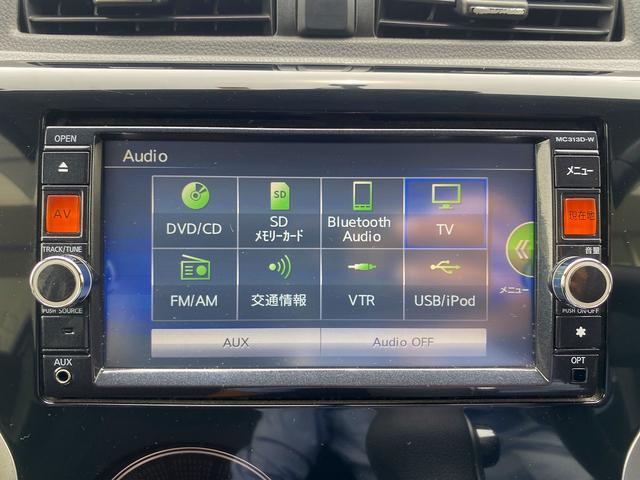 OPEN
MC313D-W
Audio
メニュー
AV
現在地
DVD/CD
SD
メモリーカード
Bluetooth
Audio
TV
TRACK/TUNE
音量
FM/AM
交通情報
VTR
USB/iPod
メニュー
PUSH SOURCE
PUSH ON-OFF
AUX
Audio OFF
AUX
OPT